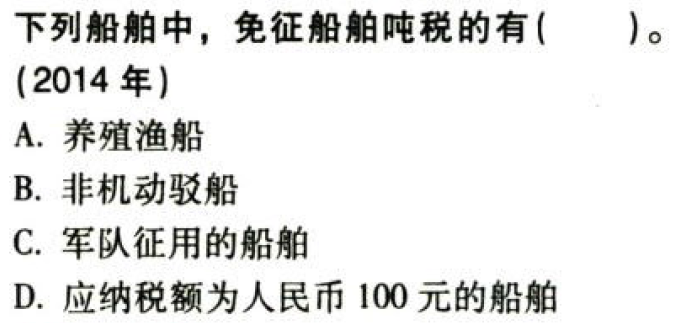 下列船舶中，免征船舶吨税的有(　　)。
(2014 年)
A. 养殖渔船
B. 非机动驳船
C. 军队征用的船舶
D. 应纳税额为人民币 100 元的船舶